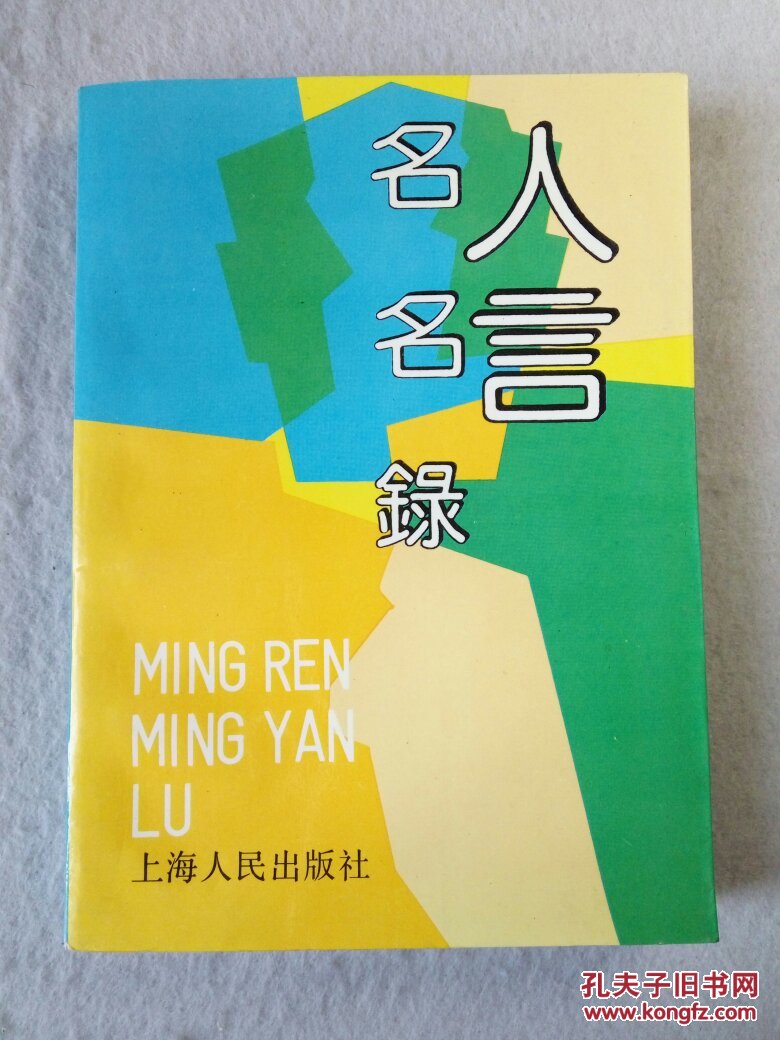 名人
名言
錄
MING REN
MING YAN
LU
上海人民出版社
孔夫子旧书网
www.kongfz.com